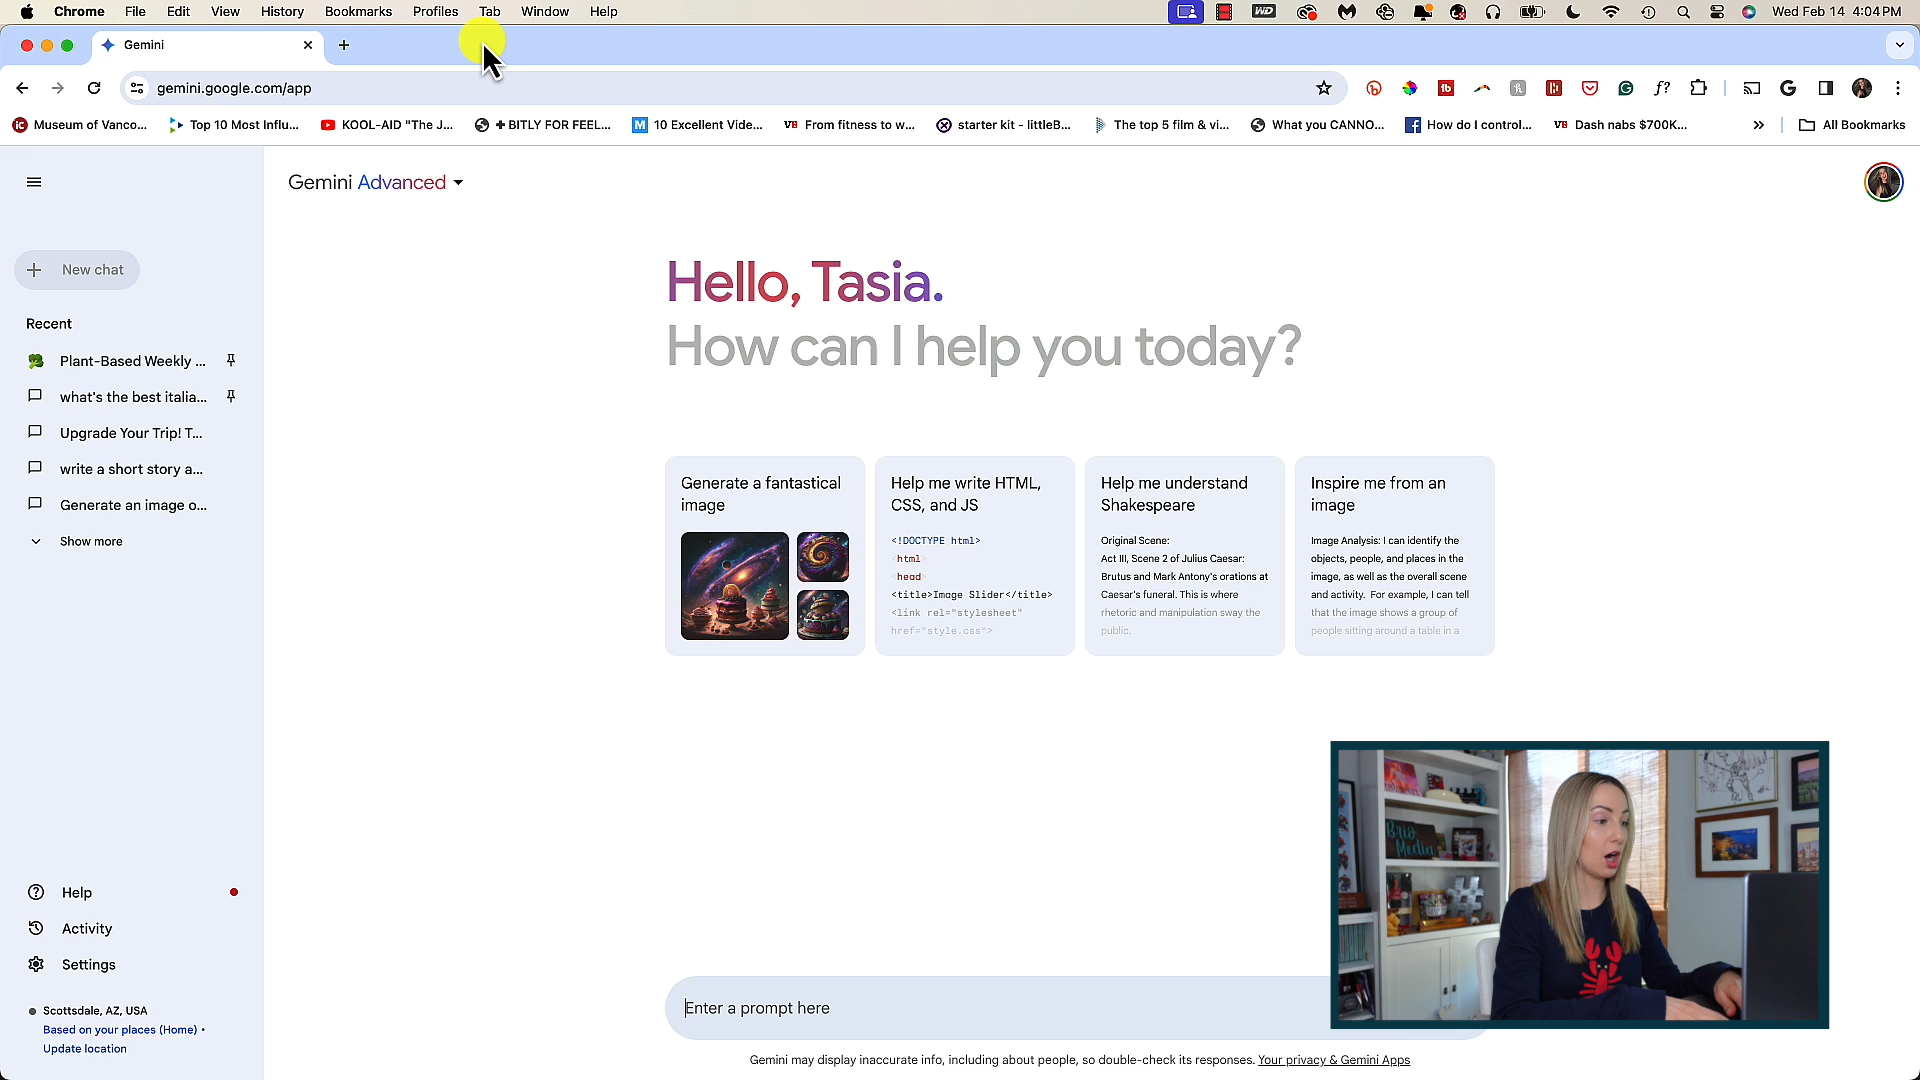 Chrome File Edit View History Bookmarks Profiles Tab Window Help WD Wed Feb 14 4:04 PM
Gemini
gemini.google.com/app
Museum of Vanco... Top 10 Most Influ... KOOL-AID "The J... + BITLY FOR FEEL... 10 Excellent Vide... From fitness to w... starter kit - littleB... The top 5 film & vi... What you CANNO... How do I control... Dash nabs $700K... » All Bookmarks
Gemini Advanced
New chat
Hello, Tasia.
How can I help you today?
Recent
Plant-Based Weekly ...
what's the best italia...
Upgrade Your Trip! T...
write a short story a...
Generate an image o...
Show more
Generate a fantastical
image
Help me write HTML,
CSS, and JS
<!DOCTYPE html>
<html
<head
<title>Image Slider</title>
<link rel="stylesheet"
href="style.css">
Help me understand
Shakespeare
Original Scene:
Act III, Scene 2 of Julius Caesar:
Brutus and Mark Antony's orations at
Caesar's funeral. This is where
rhetoric and manipulation sway the
public.
Inspire me from an
image
Image Analysis: I can identify the
objects, people, and places in the
image, as well as the overall scene
and activity. For example, I can tell
that the image shows a group of
people sitting around a table in a
Brio
Media
Help
Activity
Settings
Scottsdale, AZ, USA
Based on your places (Home) •
Update location
Enter a prompt here
Gemini may display inaccurate info, including about people, so double-check its responses. Your privacy & Gemini Apps